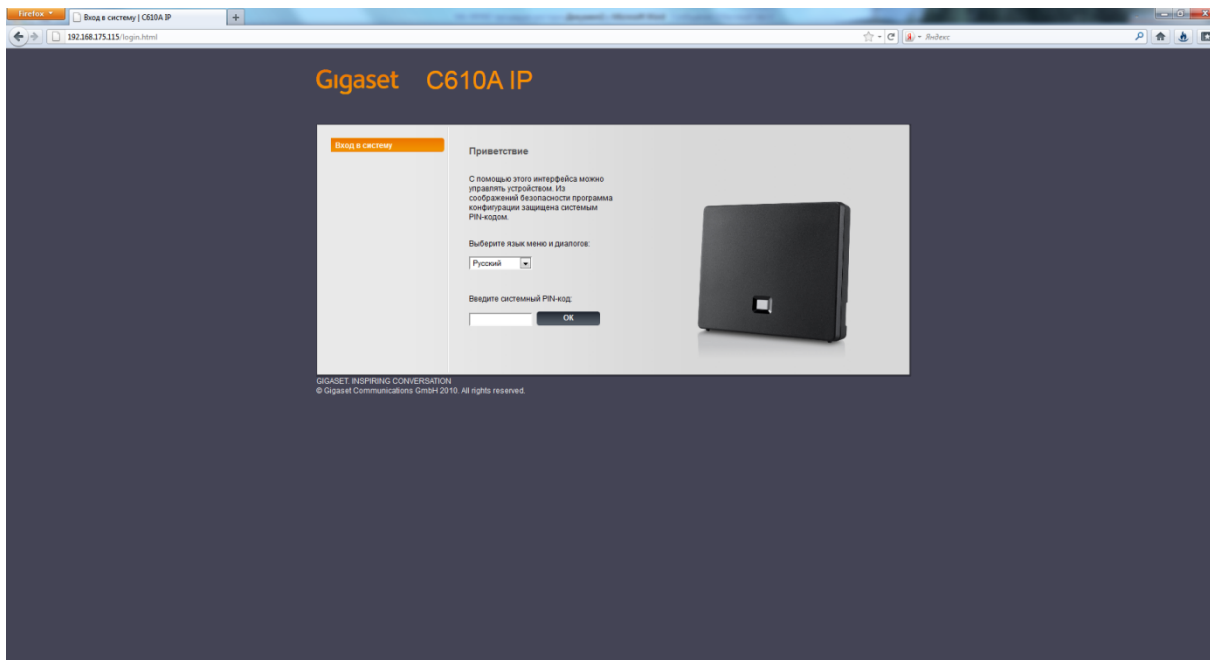 Firefox
Вход в систему | C610A IP
192.168.175.115/login.html
Яндекс
Gigaset C610A IP
Вход в систему
Приветствие
С помощью этого интерфейса можно
управлять устройством. Из
соображений безопасности программа
конфигурации защищена системым
PIN-кодом.
Выберите язык меню и диалогов:
Русский
Введите системный PIN-код:
OK
GIGASET. INSPIRING CONVERSATION
© Gigaset Communications GmbH 2010. All rights reserved.